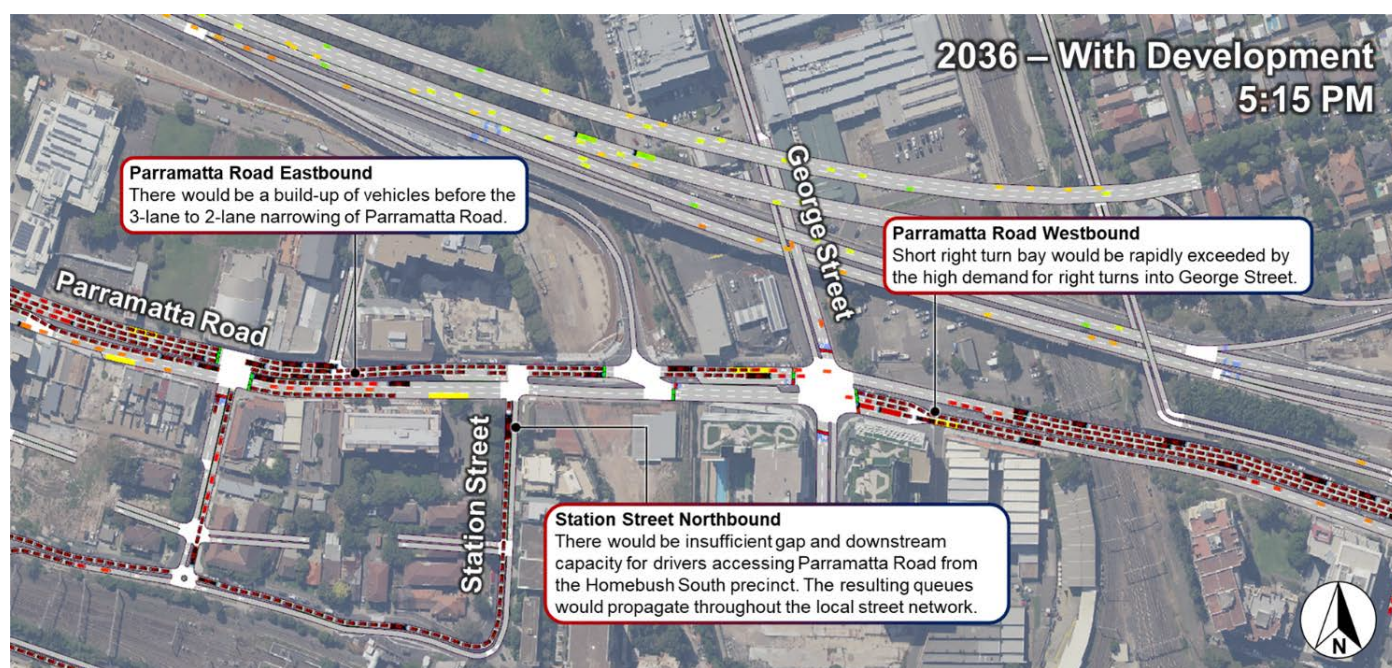 2036 – With Development
5:15 PM
Parramatta Road Eastbound
There would be a build-up of vehicles before the
3-lane to 2-lane narrowing of Parramatta Road.
George Street
Parramatta Road Westbound
Short right turn bay would be rapidly exceeded by
the high demand for right turns into George Street.
Parramatta Road
Station Street
Station Street Northbound
There would be insufficient gap and downstream
capacity for drivers accessing Parramatta Road from
the Homebush South precinct. The resulting queues
would propagate throughout the local street network.
N